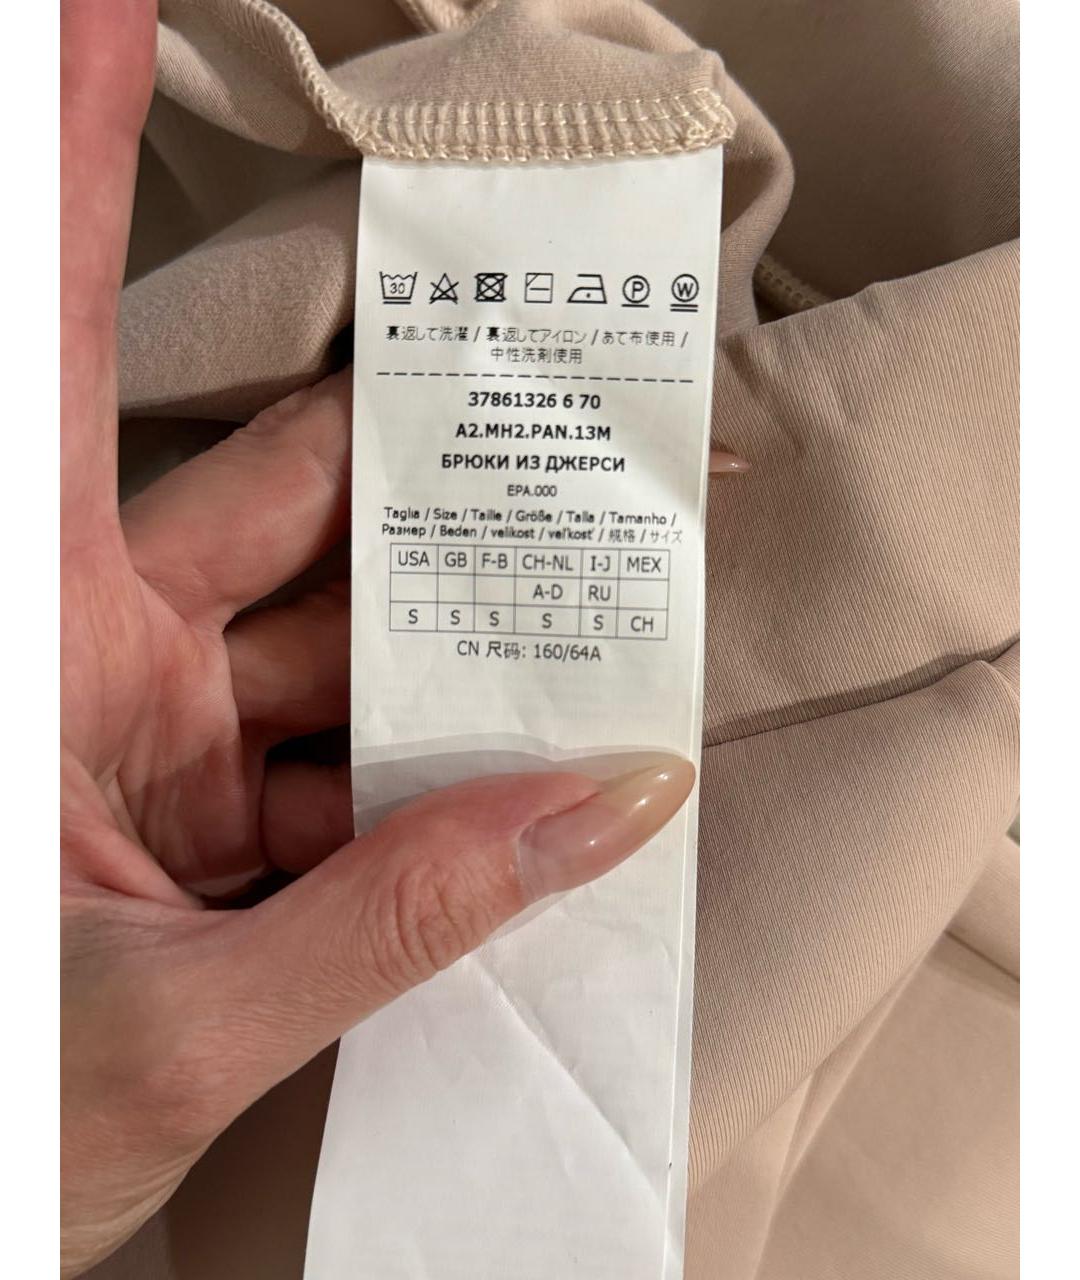 30 P W
裏返して洗濯 / 裏返してアイロン / あて布使用 /
中性洗剤使用
37861326 6 70
A2.MH2.PAN.13M
БРЮКИ ИЗ ДЖЕРСИ
EPA.000
Taglia / Size / Taille / Größe / Talla / Tamanho /
Размер / Beden / velikost / veľkosť / 规格 / サイズ
USA GB F-B CH-NL I-J MEX
A-D RU
S S S S S CH
CN 尺码: 160/64A